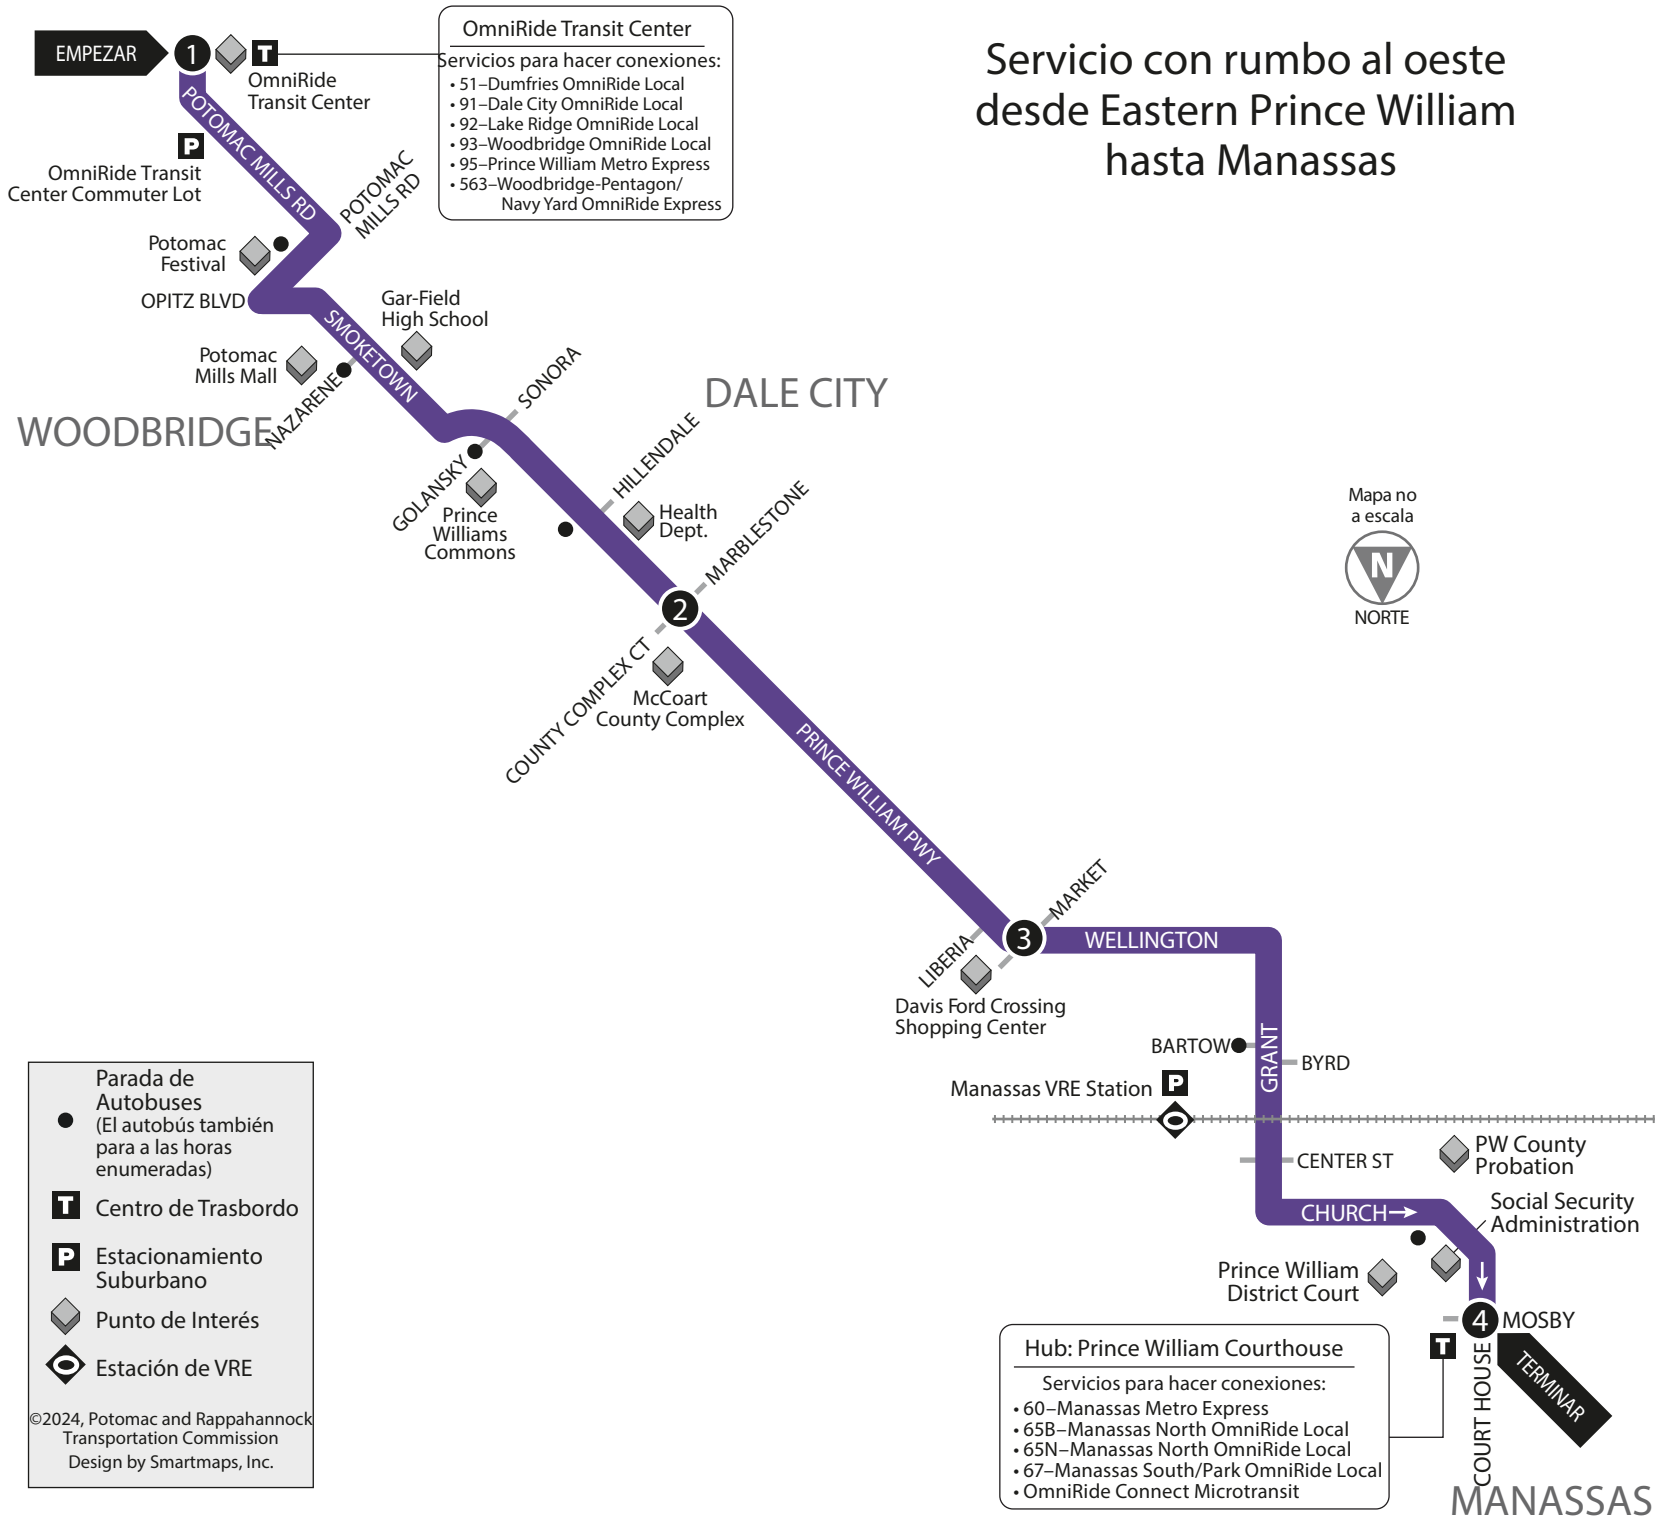 Servicio con rumbo al oeste
desde Eastern Prince William
hasta Manassas
EMPEZAR
1
T
OmniRide
Transit Center
OmniRide Transit Center
Servicios para hacer conexiones:
• 51–Dumfries OmniRide Local
• 91–Dale City OmniRide Local
• 92–Lake Ridge OmniRide Local
• 93–Woodbridge OmniRide Local
• 95–Prince William Metro Express
• 563–Woodbridge-Pentagon/
Navy Yard OmniRide Express
POTOMAC MILLS RD
P
OmniRide Transit
Center Commuter Lot
POTOMAC
MILLS RD
Potomac
Festival
OPITZ BLVD
Gar-Field
High School
SMOKETOWN
Potomac
Mills Mall
NAZARENE
WOODBRIDGE
SONORA
DALE CITY
GOLANSKY
Prince
Williams
Commons
HILLENDALE
Health
Dept.
MARBLESTONE
2
COUNTY COMPLEX CT
McCoart
County Complex
Mapa no
a escala
N
NORTE
PRINCE WILLIAM PWY
MARKET
LIBERIA
3
WELLINGTON
Davis Ford Crossing
Shopping Center
BARTOW
GRANT
BYRD
Manassas VRE Station
P
CENTER ST
PW County
Probation
CHURCH
Social Security
Administration
Prince William
District Court
4
MOSBY
T
COURT HOUSE
TERMINAR
MANASSAS
Hub: Prince William Courthouse
Servicios para hacer conexiones:
• 60–Manassas Metro Express
• 65B–Manassas North OmniRide Local
• 65N–Manassas North OmniRide Local
• 67–Manassas South/Park OmniRide Local
• OmniRide Connect Microtransit
Parada de
Autobuses
(El autobús también
para a las horas
enumeradas)
T
Centro de Trasbordo
P
Estacionamiento
Suburbano
Punto de Interés
Estación de VRE
©2024, Potomac and Rappahannock
Transportation Commission
Design by Smartmaps, Inc.